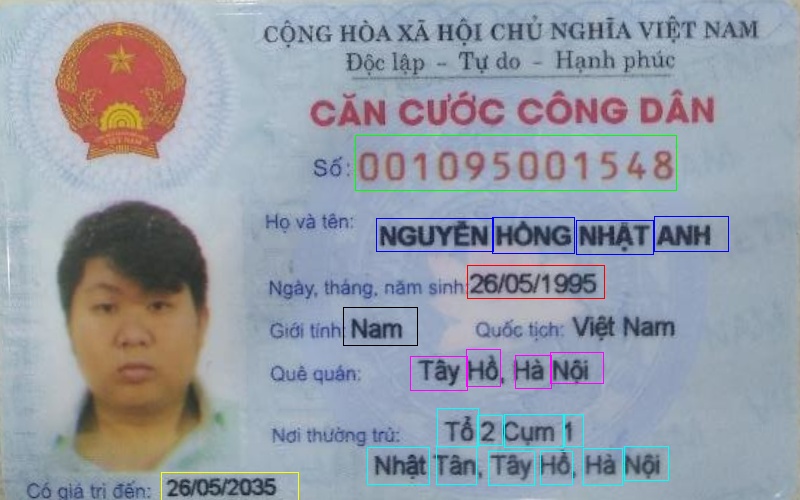 CỘNG HÒA XÃ HỘI CHỦ NGHĨA VIỆT NAM
Độc lập - Tự do - Hạnh phúc
CĂN CƯỚC CÔNG DÂN
Số: 001095001548
Họ và tên: NGUYỄN HỒNG NHẬT ANH
Ngày, tháng, năm sinh: 26/05/1995
Giới tính: Nam Quốc tịch: Việt Nam
Quê quán: Tây Hồ, Hà Nội
Nơi thường trú: Tổ 2 Cụm 1
Nhật Tân, Tây Hồ, Hà Nội
Có giá trị đến: 26/05/2035
VIỆT NAM